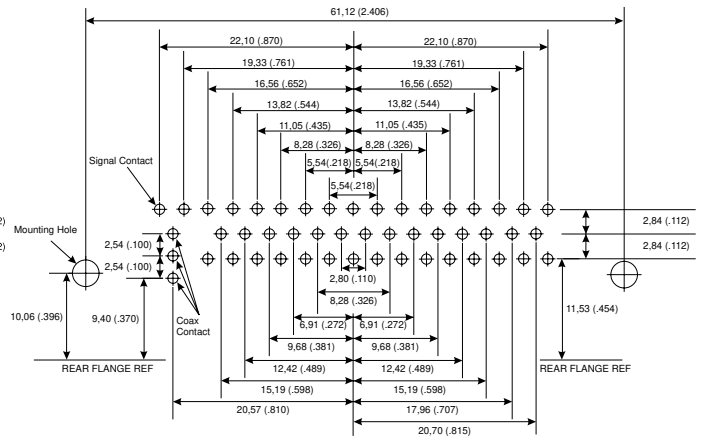 61,12 (2.406)
22,10 (.870) 22,10 (.870)
19,33 (.761) 19,33 (.761)
16,56 (.652) 16,56 (.652)
13,82 (.544) 13,82 (.544)
11,05 (.435) 11,05 (.435)
8,28 (.326) 8,28 (.326)
Signal Contact
5,54(.218) 5,54(.218)
5,54(.218)
2,84 (.112)
Mounting Hole
2,54 (.100)
2,84 (.112)
2,54 (.100)
2,80 (.110)
8,28 (.326)
11,53 (.454)
10,06 (.396)
9,40 (.370)
Coax
Contact
6,91 (.272) 6,91 (.272)
9,68 (.381) 9,68 (.381)
REAR FLANGE REF
12,42 (.489) 12,42 (.489)
REAR FLANGE REF
15,19 (.598) 15,19 (.598)
20,57 (.810) 17,96 (.707)
20,70 (.815)